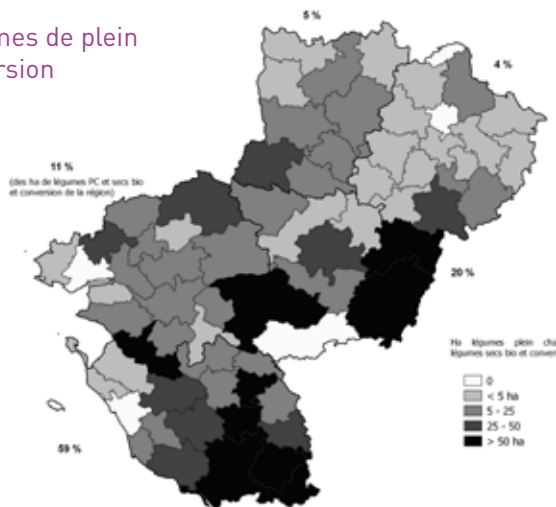 mes de plein
rsion
5 %
4 %
11 %
(des ha de légumes PC et secs bio
et conversion de la région)
20 %
59 %
Ha légumes plein cha
légumes secs bio et conver
0
< 5 ha
5 - 25
25 - 50
> 50 ha